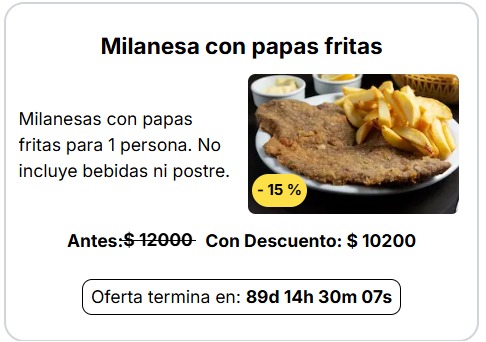 Milanesa con papas fritas
Milanesas con papas
fritas para 1 persona. No
incluye bebidas ni postre.
- 15 %
Antes:$ 12000 Con Descuento: $ 10200
Oferta termina en: 89d 14h 30m 07s